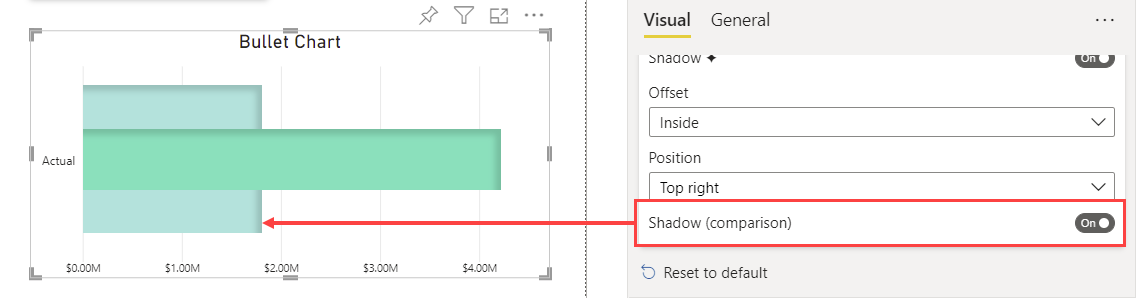 Bullet Chart
Actual
$0.00M $1.00M $2.00M $3.00M $4.00M
Visual General
Shadow
On
Offset
Inside
Position
Top right
Shadow (comparison)
On
Reset to default